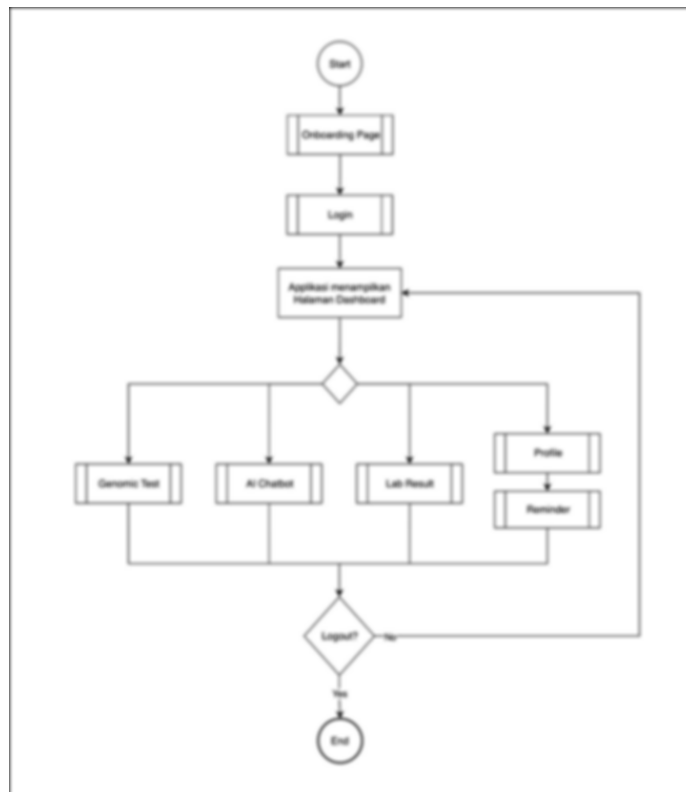 Start
Onboarding Page
Login
Applikasi menampilkan
Halaman Dashboard
Profile
Genomic Test
AI Chatbot
Lab Result
Reminder
Logout?
No
Yes
End